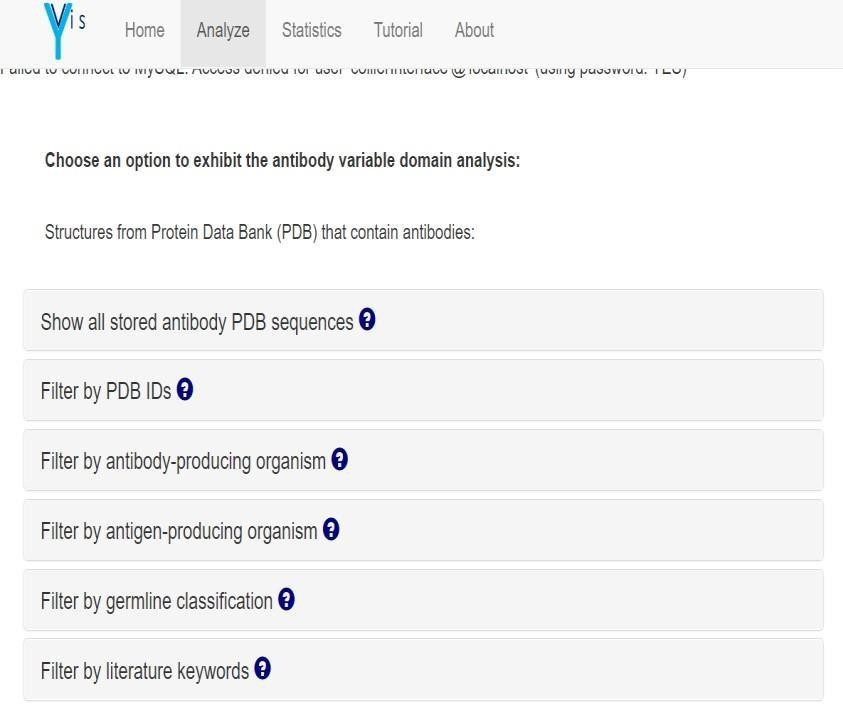 Yis
Home Analyze Statistics Tutorial About
Failed to connect to MySQL: Access denied for user @localhost' (using password: YES)
Choose an option to exhibit the antibody variable domain analysis:
Structures from Protein Data Bank (PDB) that contain antibodies:
Show all stored antibody PDB sequences ?
Filter by PDB IDs ?
Filter by antibody-producing organism ?
Filter by antigen-producing organism ?
Filter by germline classification ?
Filter by literature keywords ?